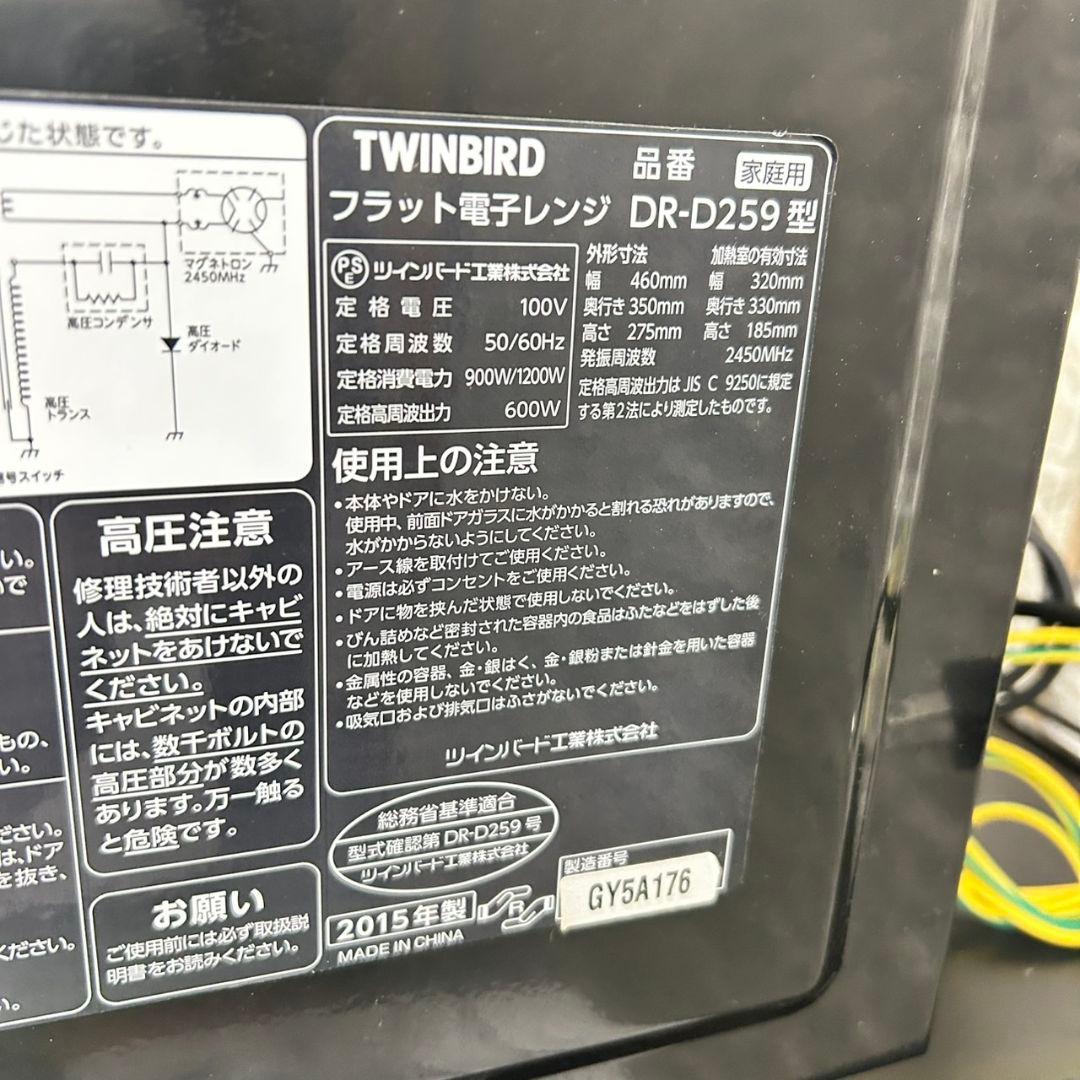 じた状態です。
マグネトロン
2450MHz
高圧コンデンサ
高圧
ダイオード
高圧
トランス
号スイッチ
い。
いで
もの、
い。
ださい。
は、ドア
を抜き、
ください。
い。
高圧注意
修理技術者以外の
人は、絶対にキャビ
ネットをあけないで
ください。
キャビネットの内部
には、数千ボルトの
高圧部分が数多く
あります。万一触る
と危険です。
お願い
ご使用前には必ず取扱説
明書をお読みください。
TWINBIRD 品番 家庭用
フラット電子レンジ DR-D259型
PSE ツインバード工業株式会社
定格電圧 100V
定格周波数 50/60Hz
定格消費電力 900W/1200W
定格高周波出力 600W
外形寸法 加熱室の有効寸法
幅 460mm 幅 320mm
奥行き 350mm 奥行き 330mm
高さ 275mm 高さ 185mm
発振周波数 2450MHz
定格高周波出力は JIS C 9250に規定
する第2法により測定したものです。
使用上の注意
・本体やドアに水をかけない。
使用中、前面ドアガラスに水がかかると割れる恐れがありますので、
水がかからないようにしてください。
・アース線を取付けてご使用ください。
・電源は必ずコンセントをご使用ください。
・ドアに物を挟んだ状態で使用しないでください。
・びん詰めなど密封された容器内の食品はふたなどをはずした後
に加熱してください。
・金属性の容器、金・銀はく、金・銀粉または針金を用いた容器
などを使用しないでください。
・吸気口および排気口はふさがないでください。
ツインバード工業株式会社
総務省基準適合
型式確認第 DR-D259 号
ツインバード工業株式会社
2015年製 R
MADE IN CHINA
製造番号
GY5A176